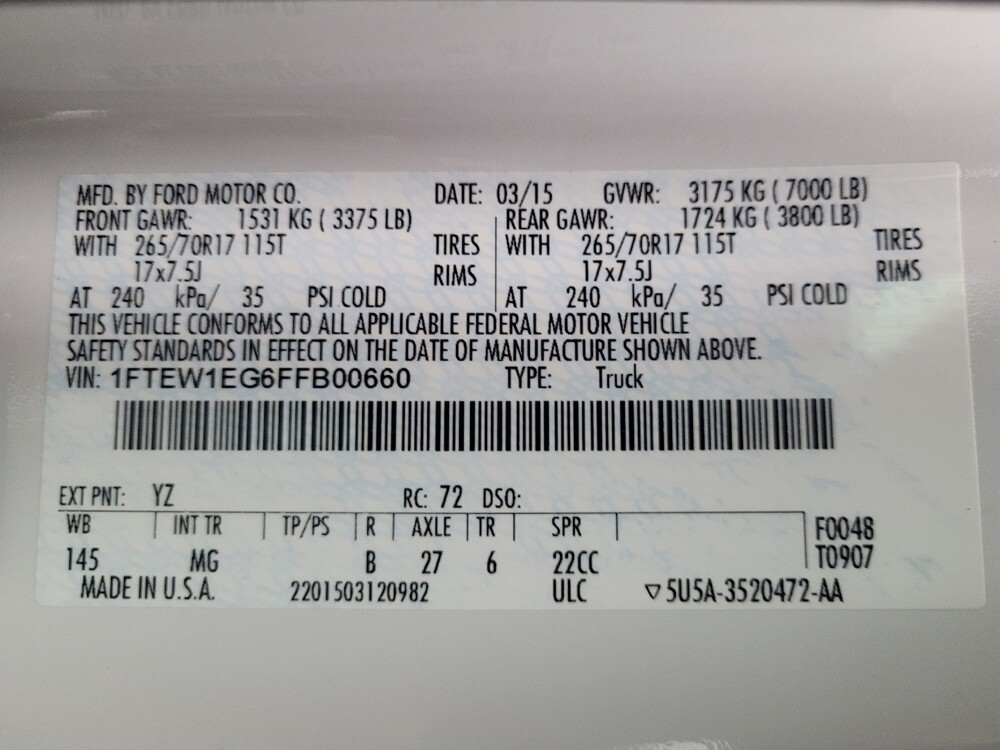 MFD. BY FORD MOTOR CO. DATE: 03/15 GVWR: 3175 KG ( 7000 LB)
FRONT GAWR: 1531 KG ( 3375 LB) REAR GAWR: 1724 KG ( 3800 LB)
WITH 265/70R17 115T TIRES WITH 265/70R17 115T TIRES
17x7.5J RIMS 17x7.5J RIMS
AT 240 kPa/ 35 PSI COLD AT 240 kPa/ 35 PSI COLD
THIS VEHICLE CONFORMS TO ALL APPLICABLE FEDERAL MOTOR VEHICLE
SAFETY STANDARDS IN EFFECT ON THE DATE OF MANUFACTURE SHOWN ABOVE.
VIN: 1FTEW1EG6FFB00660 TYPE: Truck
EXT PNT: YZ RC: 72 DSO:
WB INT TR TP/PS R AXLE TR SPR F0048
145 MG B 27 6 22CC T0907
MADE IN U.S.A. 2201503120982 ULC ▽5U5A-3520472-AA